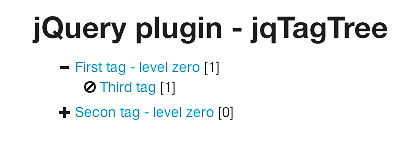 jQuery plugin - jqTagTree
First tag - level zero [1]
Third tag [1]
Secon tag - level zero [0]